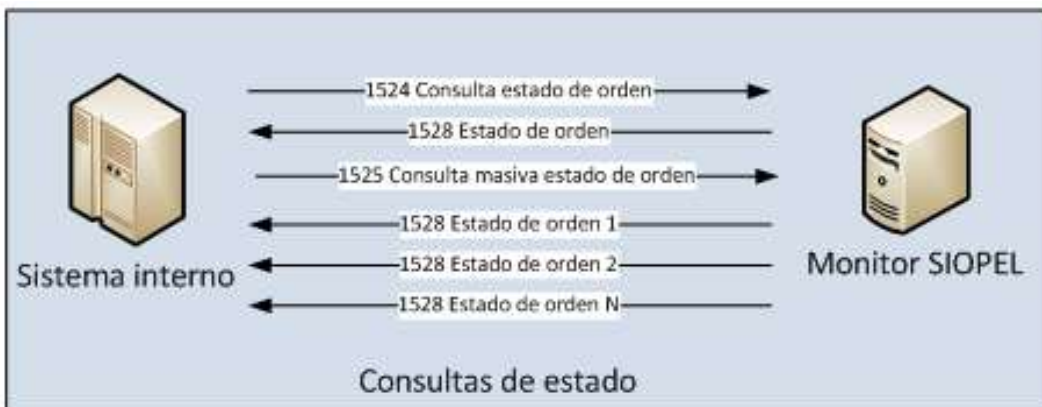 1524 Consulta estado de orden
1528 Estado de orden
1525 Consulta masiva estado de orden
1528 Estado de orden 1
1528 Estado de orden 2
1528 Estado de orden N
Sistema interno
Monitor SIOPEL
Consultas de estado